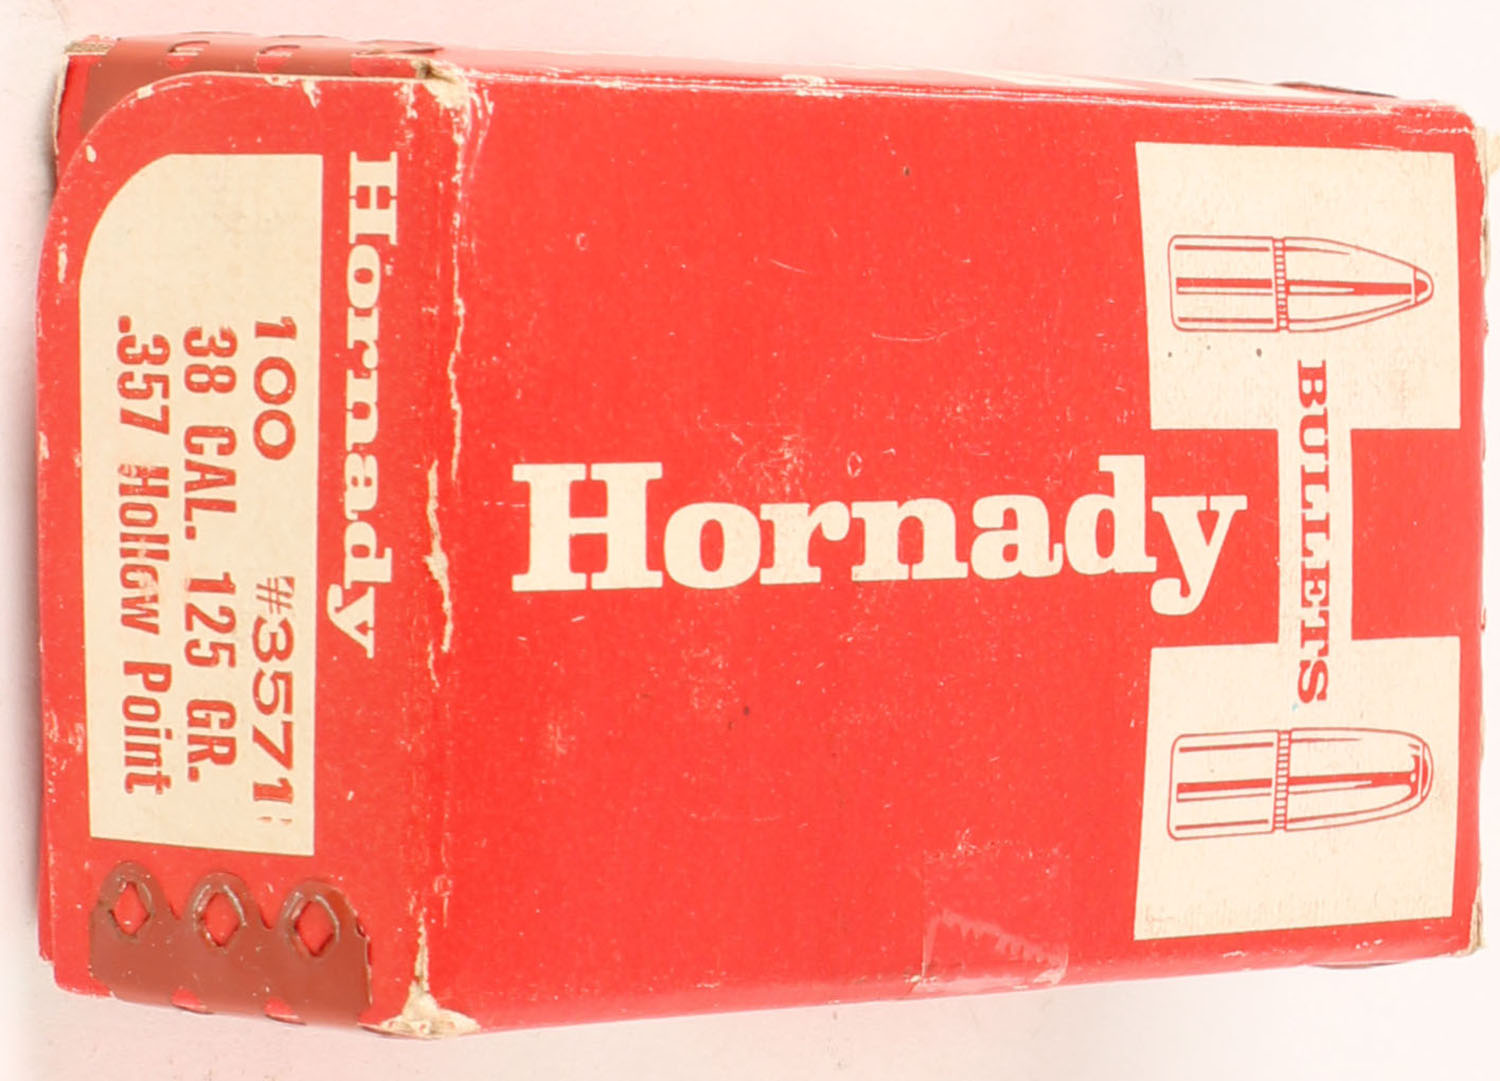 Hornady
100 #3571
38 CAL. 125 GR.
.357 Hollow Point
Hornady
BULLETS